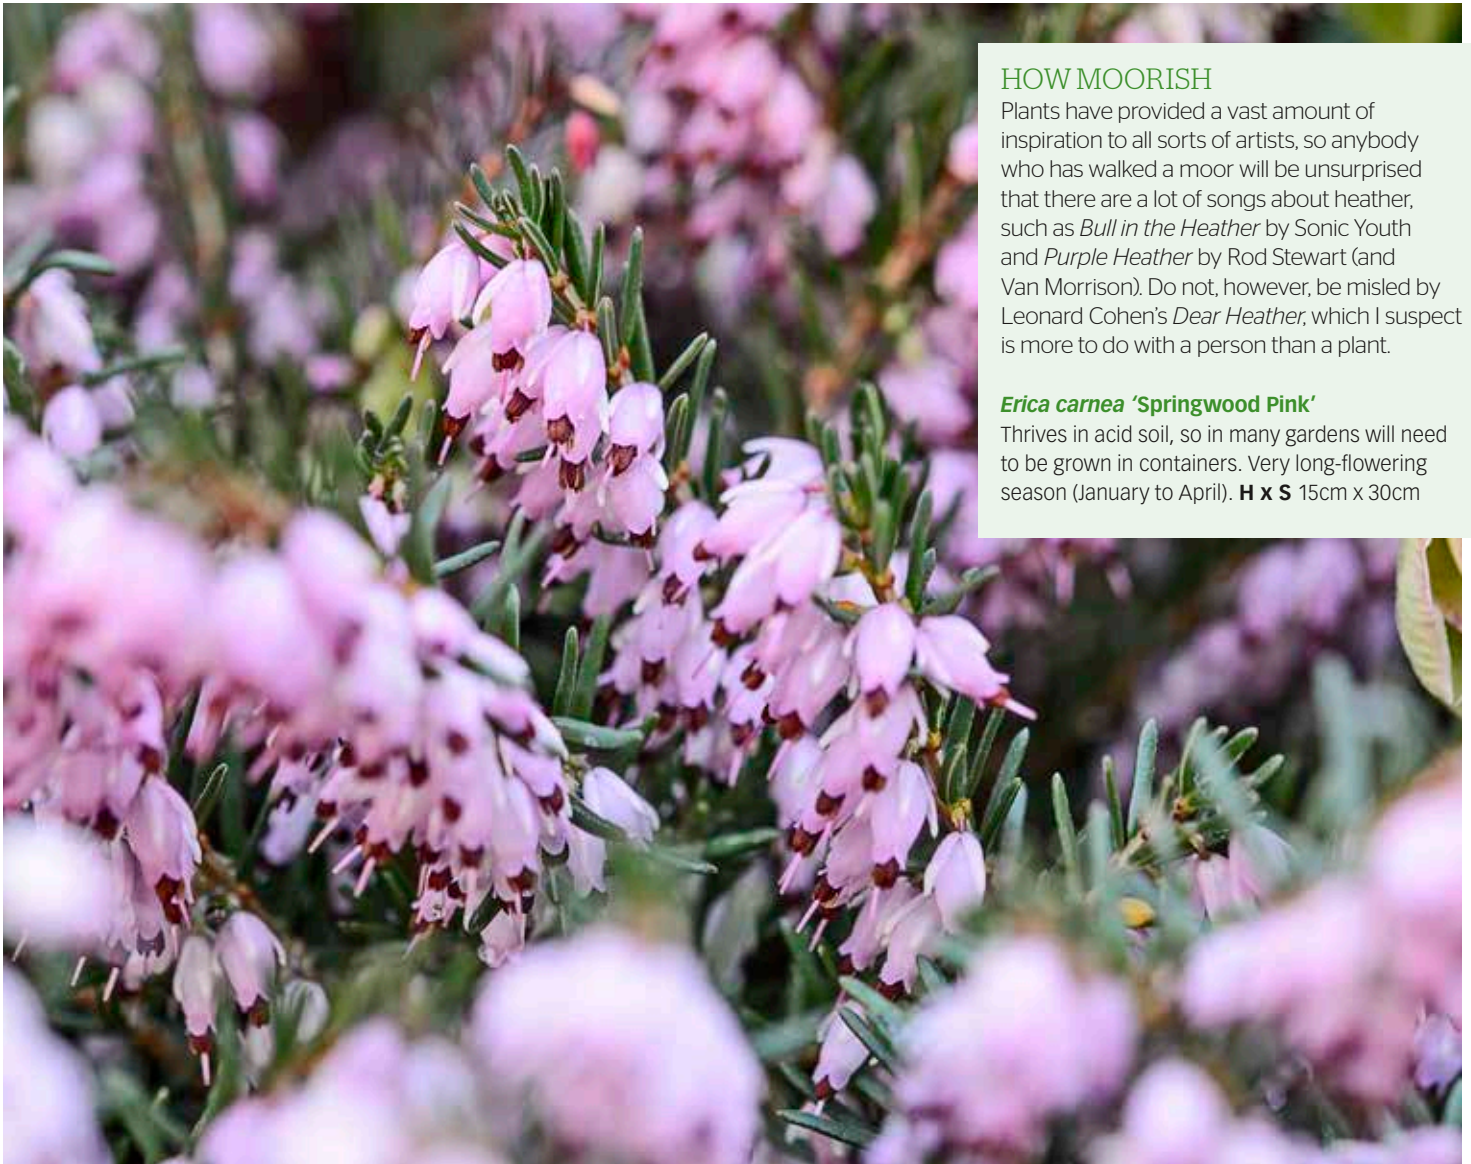 HOW MOORISH
Plants have provided a vast amount of
inspiration to all sorts of artists, so anybody
who has walked a moor will be unsurprised
that there are a lot of songs about heather,
such as Bull in the Heather by Sonic Youth
and Purple Heather by Rod Stewart (and
Van Morrison). Do not, however, be misled by
Leonard Cohen’s Dear Heather, which I suspect
is more to do with a person than a plant.
Erica carnea ‘Springwood Pink’
Thrives in acid soil, so in many gardens will need
to be grown in containers. Very long-flowering
season (January to April). H x S 15cm x 30cm